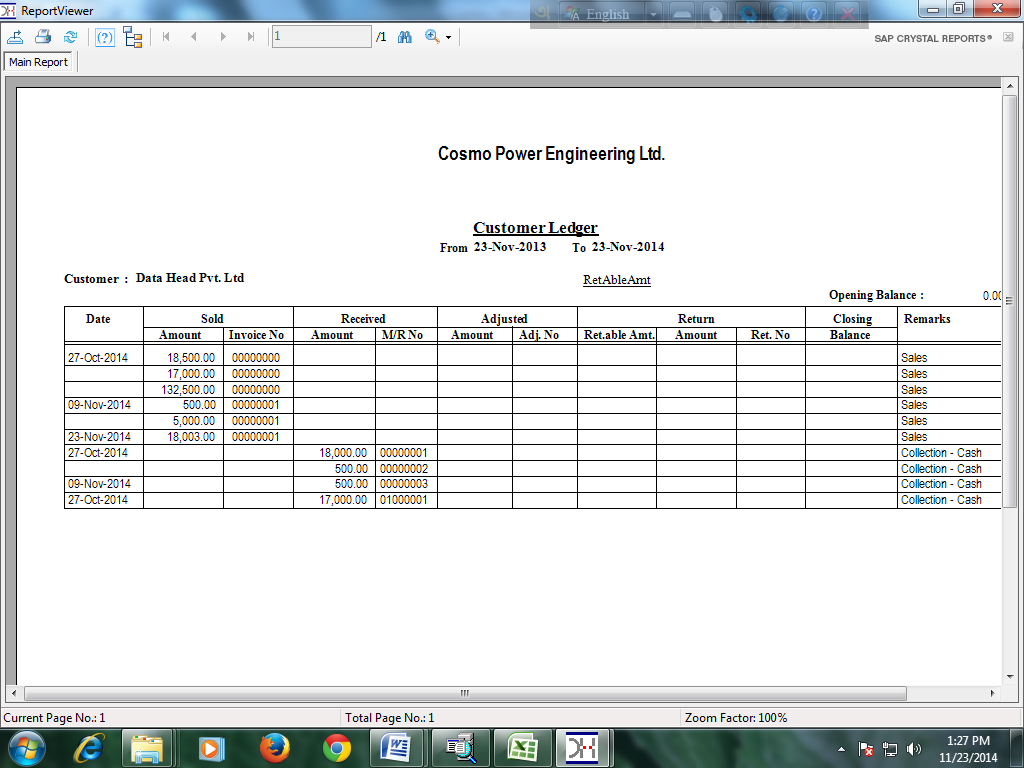 ReportViewer
English
1 /1
SAP CRYSTAL REPORTS®
Main Report
Cosmo Power Engineering Ltd.
Customer Ledger
From 23-Nov-2013 To 23-Nov-2014
Customer : Data Head Pvt. Ltd
RetAbleAmt
Opening Balance : 0.00
Date Sold Received Adjusted Return Closing Remarks
Amount Invoice No Amount M/R No Amount Adj. No Ret.able Amt. Amount Ret. No Balance
27-Oct-2014 18,500.00 00000000 Sales
17,000.00 00000000 Sales
132,500.00 00000000 Sales
09-Nov-2014 500.00 00000001 Sales
5,000.00 00000001 Sales
23-Nov-2014 18,003.00 00000001 Sales
27-Oct-2014 18,000.00 00000001 Collection - Cash
500.00 00000002 Collection - Cash
09-Nov-2014 500.00 00000003 Collection - Cash
27-Oct-2014 17,000.00 01000001 Collection - Cash
Current Page No.: 1 Total Page No.: 1 Zoom Factor: 100%
1:27 PM
11/23/2014